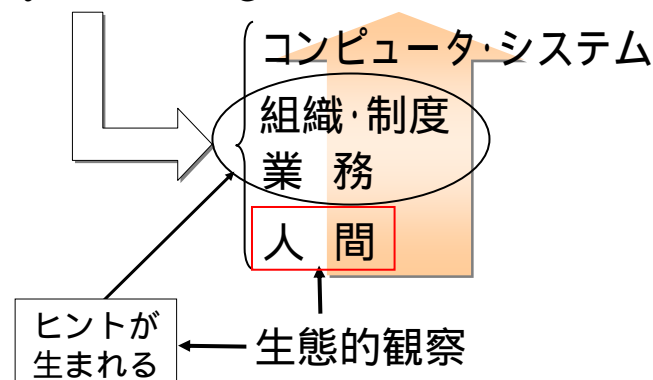 コンピュータ・システム
組織・制度
業 務
人 間
ヒントが
生まれる
生態的観察